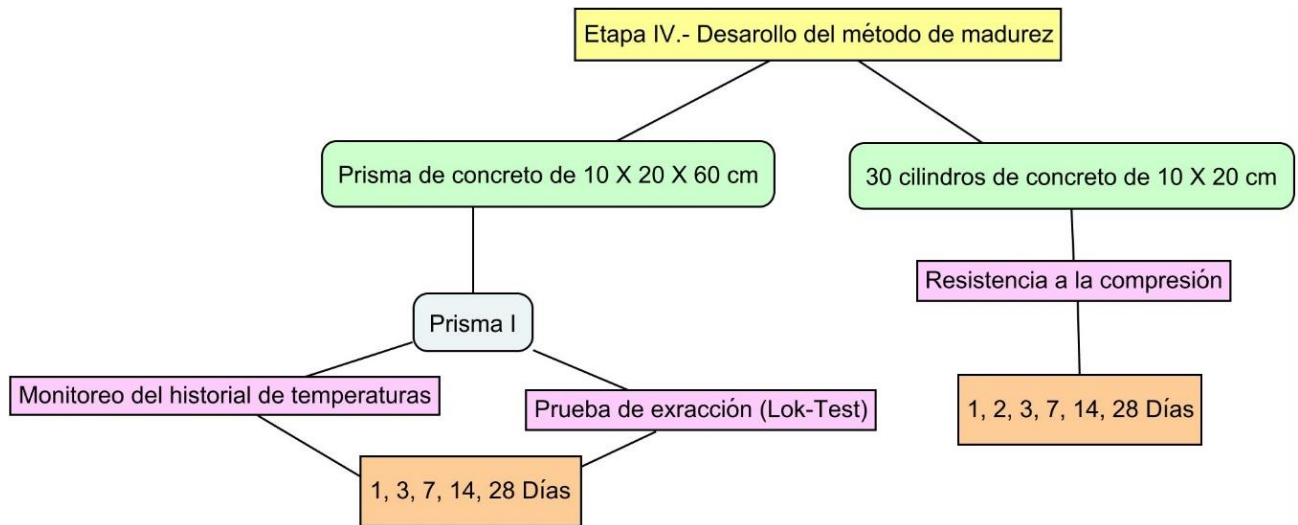 Etapa IV.- Desarollo del método de madurez
Prisma de concreto de 10 X 20 X 60 cm
30 cilindros de concreto de 10 X 20 cm
Resistencia a la compresión
Prisma I
Monitoreo del historial de temperaturas
Prueba de exracción (Lok-Test)
1, 2, 3, 7, 14, 28 Días
1, 3, 7, 14, 28 Días